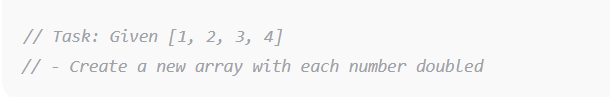 // Task: Given [1, 2, 3, 4]
// - Create a new array with each number doubled